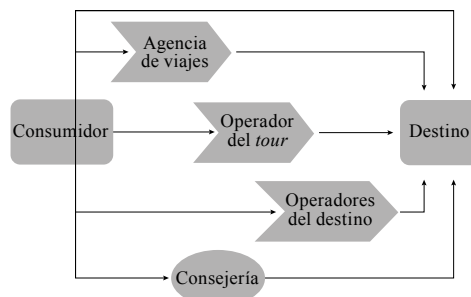 Agencia
de viajes
Consumidor
Operador
del tour
Destino
Operadores
del destino
Consejería